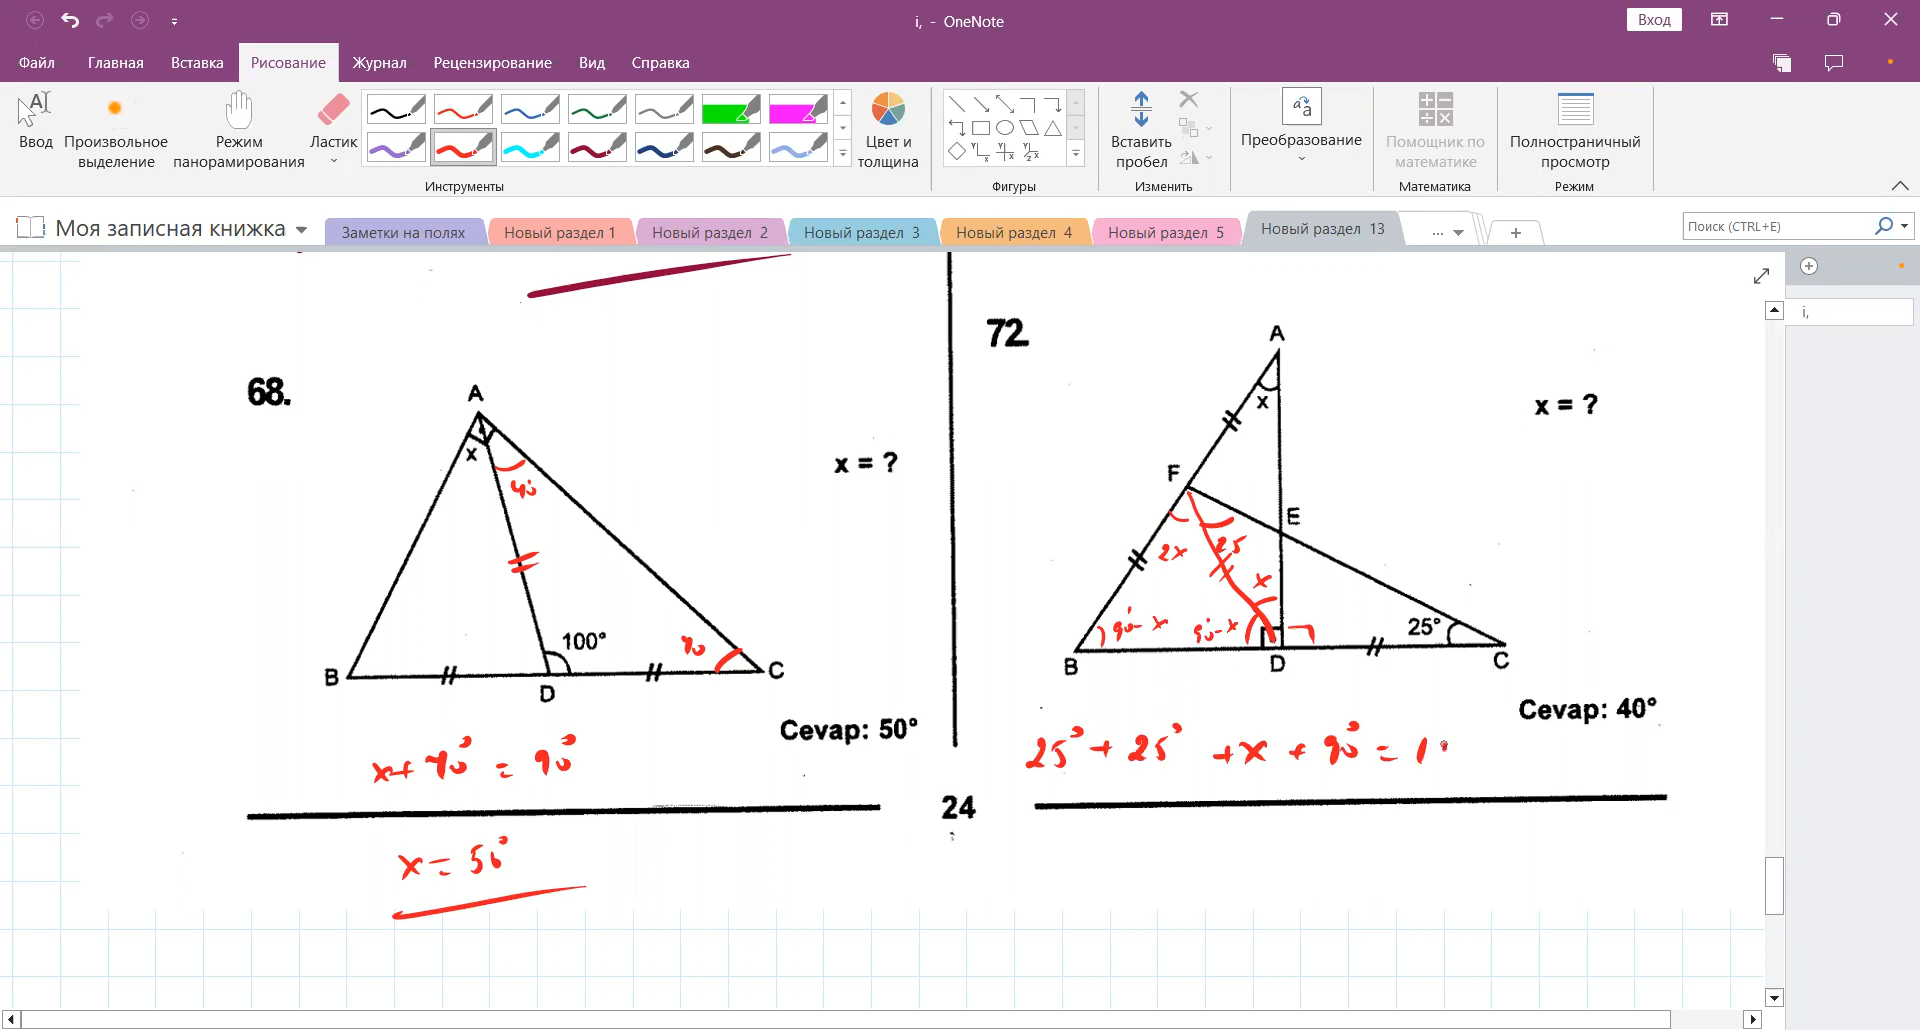 i, - OneNote
Вход
Файл Главная Вставка Рисование Журнал Рецензирование Вид Справка
Ввод
Произвольное выделение
Режим панорамирования
Ластик
Инструменты
Цвет и толщина
Фигуры
Вставить пробел
Изменить
Преобразование
Помощник по математике
Математика
Полностраничный просмотр
Режим
Моя записная книжка
Заметки на полях
Новый раздел 1
Новый раздел 2
Новый раздел 3
Новый раздел 4
Новый раздел 5
Новый раздел 13
...
Поиск (CTRL+E)
i,
68.
A
x
40°
x = ?
100°
40
B
D
C
Cevap: 50°
x+40° = 90°
x = 50°
72.
A
x
x = ?
F
E
2x
25
x
90°-x
90°-x
25°
B
D
C
Cevap: 40°
25° + 25° + x + 90° = 1
24